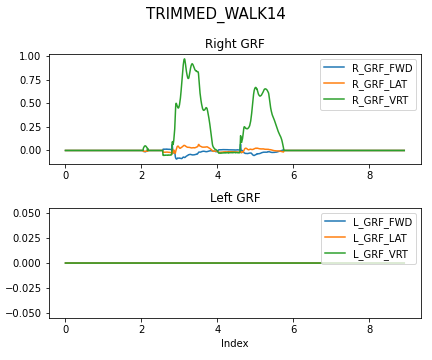 TRIMMED_WALK14
Right GRF
1.00
0.75
0.50
0.25
0.00
R_GRF_FWD
R_GRF_LAT
R_GRF_VRT
0 2 4 6 8
Left GRF
0.050
0.025
0.000
−0.025
−0.050
L_GRF_FWD
L_GRF_LAT
L_GRF_VRT
0 2 4 6 8
Index